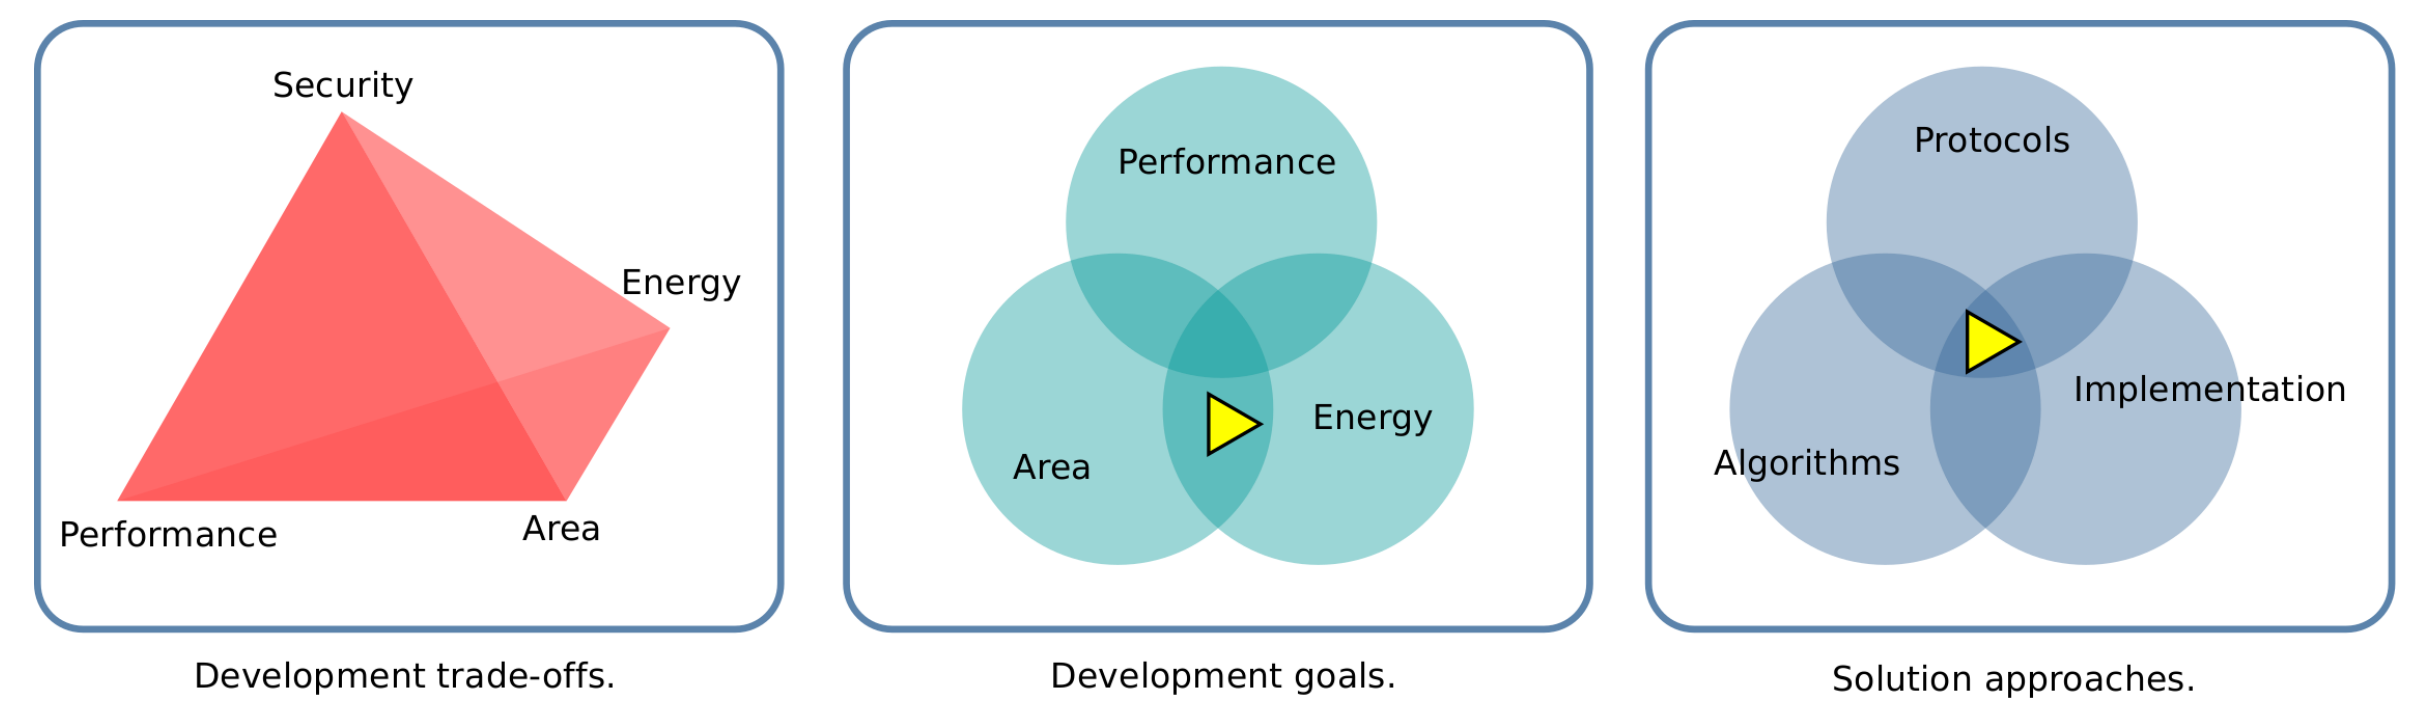 Security
Energy
Performance
Area
Development trade-offs.
Performance
Energy
Area
Development goals.
Protocols
Implementation
Algorithms
Solution approaches.